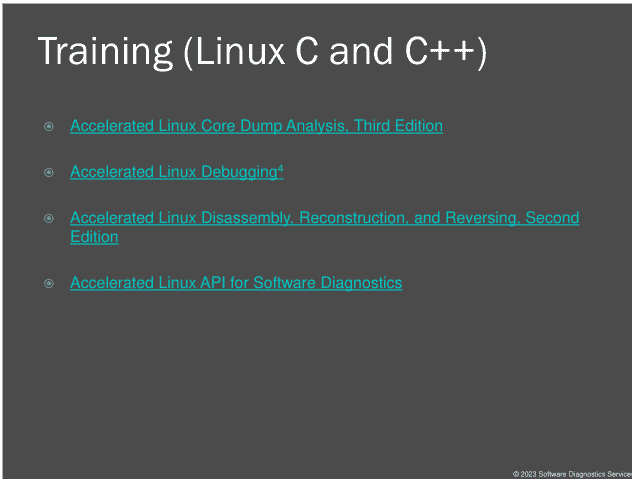 Training (Linux C and C++)
Accelerated Linux Core Dump Analysis, Third Edition
Accelerated Linux Debugging⁴
Accelerated Linux Disassembly, Reconstruction, and Reversing, Second
Edition
Accelerated Linux API for Software Diagnostics
© 2023 Software Diagnostics Services